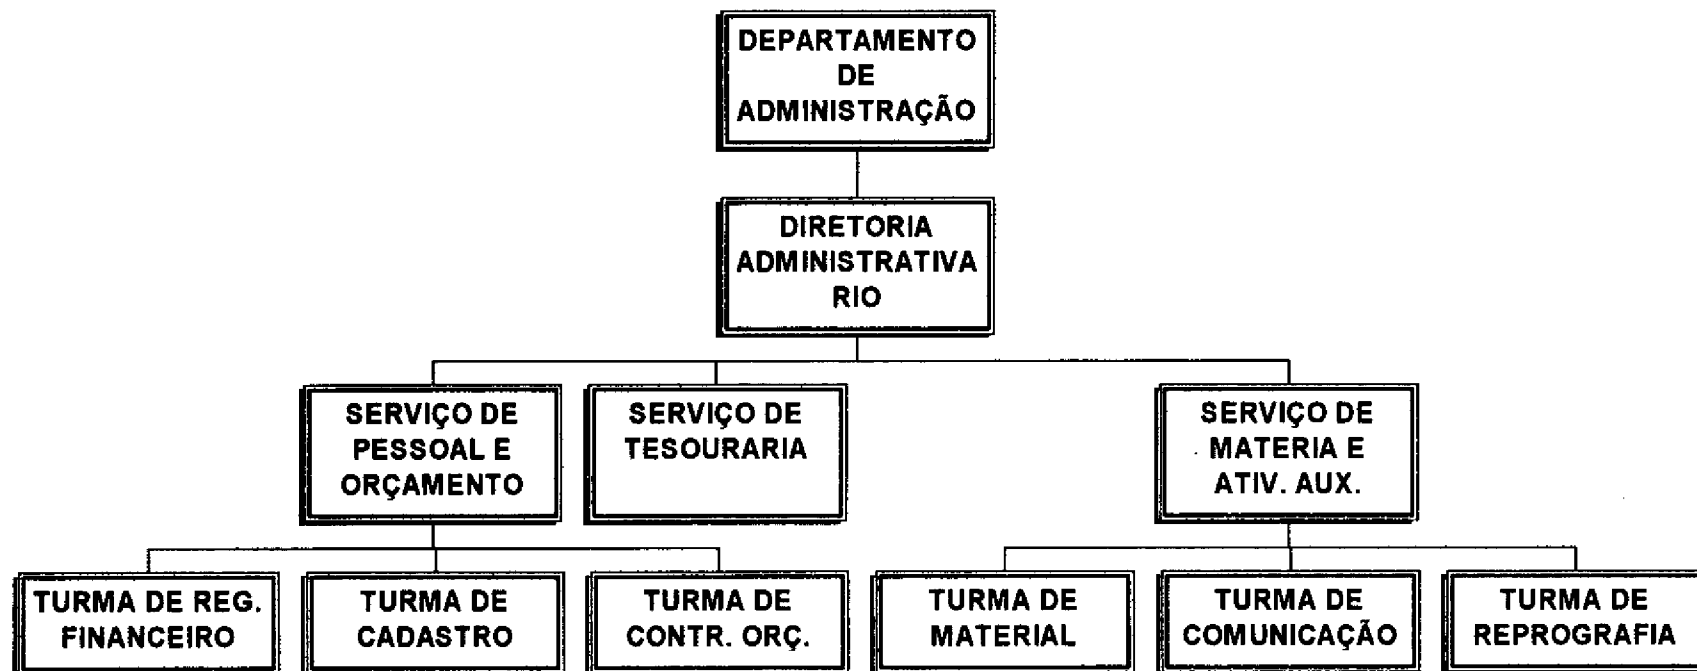 DEPARTAMENTO
DE
ADMINISTRAÇÃO
DIRETORIA
ADMINISTRATIVA
RIO
SERVIÇO DE
PESSOAL E
ORÇAMENTO
SERVIÇO DE
TESOURARIA
SERVIÇO DE
MATERIA E
ATIV. AUX.
TURMA DE REG.
FINANCEIRO
TURMA DE
CADASTRO
TURMA DE
CONTR. ORÇ.
TURMA DE
MATERIAL
TURMA DE
COMUNICAÇÃO
TURMA DE
REPROGRAFIA